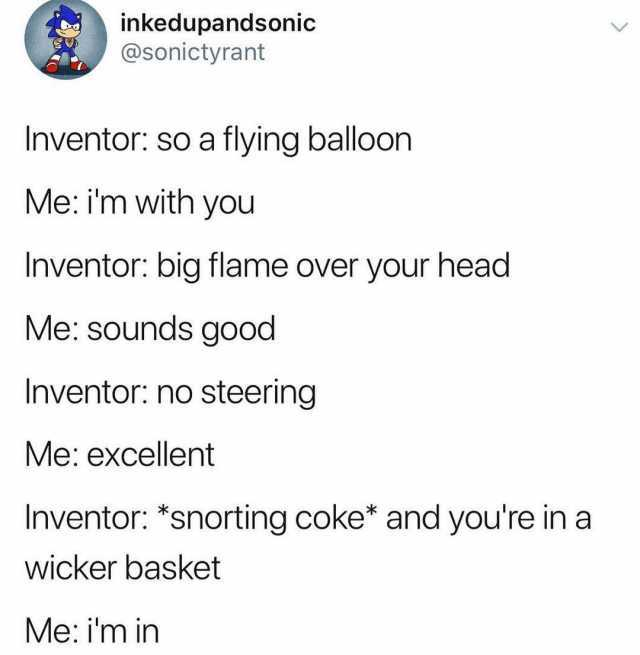 inkedupandsonic
@sonictyrant
Inventor: so a flying balloon
Me: i'm with you
Inventor: big flame over your head
Me: sounds good
Inventor: no steering
Me: excellent
Inventor: *snorting coke* and you're in a
wicker basket
Me: i'm in